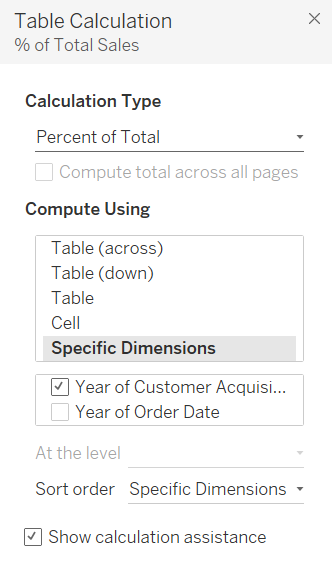 Table Calculation
% of Total Sales
Calculation Type
Percent of Total
Compute total across all pages
Compute Using
Table (across)
Table (down)
Table
Cell
Specific Dimensions
Year of Customer Acquisi...
Year of Order Date
At the level
Sort order Specific Dimensions
Show calculation assistance